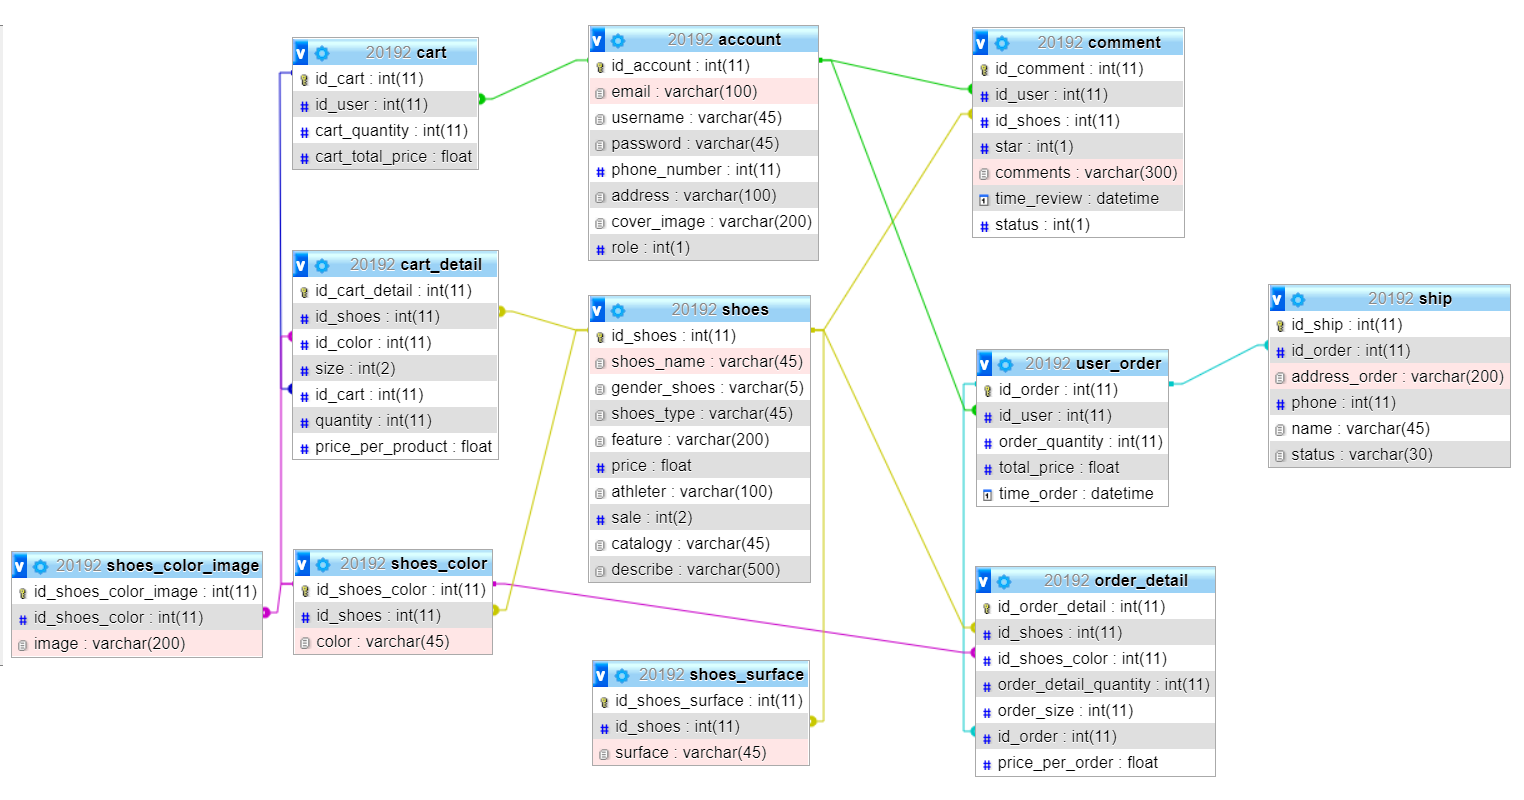 20192 cart
id_cart : int(11)
id_user : int(11)
cart_quantity : int(11)
cart_total_price : float
20192 account
id_account : int(11)
email : varchar(100)
username : varchar(45)
password : varchar(45)
phone_number : int(11)
address : varchar(100)
cover_image : varchar(200)
role : int(1)
20192 comment
id_comment : int(11)
id_user : int(11)
id_shoes : int(11)
star : int(1)
comments : varchar(300)
time_review : datetime
status : int(1)
20192 cart_detail
id_cart_detail : int(11)
id_shoes : int(11)
id_color : int(11)
size : int(2)
id_cart : int(11)
quantity : int(11)
price_per_product : float
20192 shoes
id_shoes : int(11)
shoes_name : varchar(45)
gender_shoes : varchar(5)
shoes_type : varchar(45)
feature : varchar(200)
price : float
athleter : varchar(100)
sale : int(2)
catalogy : varchar(45)
describe : varchar(500)
20192 user_order
id_order : int(11)
id_user : int(11)
order_quantity : int(11)
total_price : float
time_order : datetime
20192 ship
id_ship : int(11)
id_order : int(11)
address_order : varchar(200)
phone : int(11)
name : varchar(45)
status : varchar(30)
20192 shoes_color_image
id_shoes_color_image : int(11)
id_shoes_color : int(11)
image : varchar(200)
20192 shoes_color
id_shoes_color : int(11)
id_shoes : int(11)
color : varchar(45)
20192 shoes_surface
id_shoes_surface : int(11)
id_shoes : int(11)
surface : varchar(45)
20192 order_detail
id_order_detail : int(11)
id_shoes : int(11)
id_shoes_color : int(11)
order_detail_quantity : int(11)
order_size : int(11)
id_order : int(11)
price_per_order : float